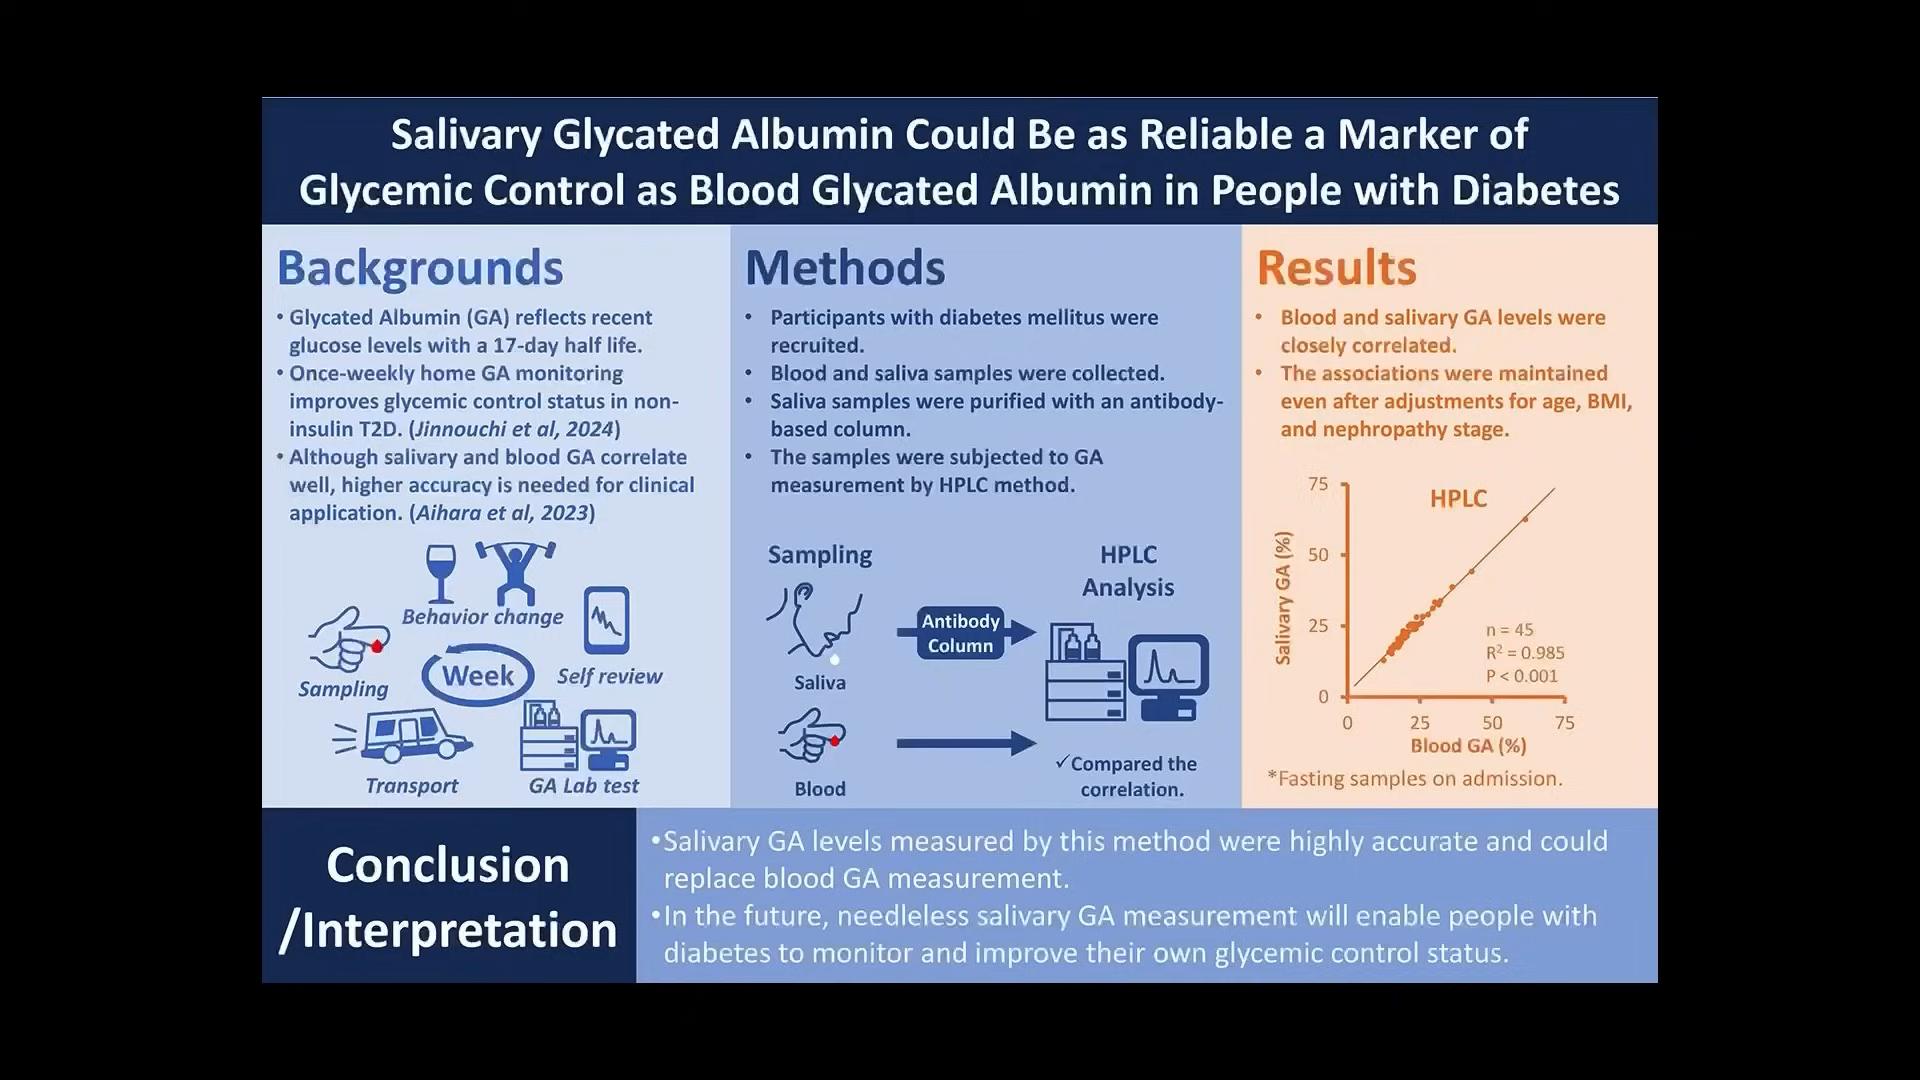 Salivary Glycated Albumin Could Be as Reliable a Marker of
Glycemic Control as Blood Glycated Albumin in People with Diabetes
Backgrounds
• Glycated Albumin (GA) reflects recent
glucose levels with a 17-day half life.
• Once-weekly home GA monitoring
improves glycemic control status in non-
insulin T2D. (Jinnouchi et al, 2024)
• Although salivary and blood GA correlate
well, higher accuracy is needed for clinical
application. (Aihara et al, 2023)
Behavior change
Sampling
Week
Self review
Transport
GA Lab test
Methods
• Participants with diabetes mellitus were
recruited.
• Blood and saliva samples were collected.
• Saliva samples were purified with an antibody-
based column.
• The samples were subjected to GA
measurement by HPLC method.
Sampling
HPLC
Analysis
Antibody
Column
Saliva
Blood
✓Compared the
correlation.
Results
• Blood and salivary GA levels were
closely correlated.
• The associations were maintained
even after adjustments for age, BMI,
and nephropathy stage.
HPLC
Salivary GA (%)
75
50
25
0
n = 45
R² = 0.985
P < 0.001
0 25 50 75
Blood GA (%)
*Fasting samples on admission.
Conclusion
/Interpretation
•Salivary GA levels measured by this method were highly accurate and could
replace blood GA measurement.
•In the future, needleless salivary GA measurement will enable people with
diabetes to monitor and improve their own glycemic control status.